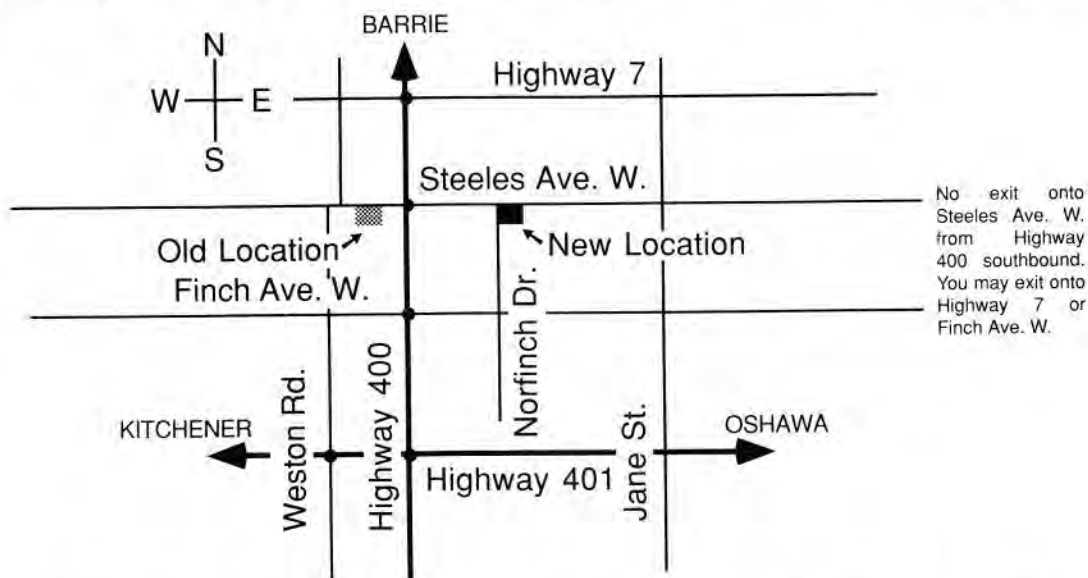 BARRIE
N
W E
S
Highway 7
Steeles Ave. W.
Old Location
New Location
Finch Ave. W.
No exit onto
Steeles Ave. W.
from Highway
400 southbound.
You may exit onto
Highway 7 or
Finch Ave. W.
Weston Rd.
Highway 400
Norfinch Dr.
Jane St.
KITCHENER
OSHAWA
Highway 401